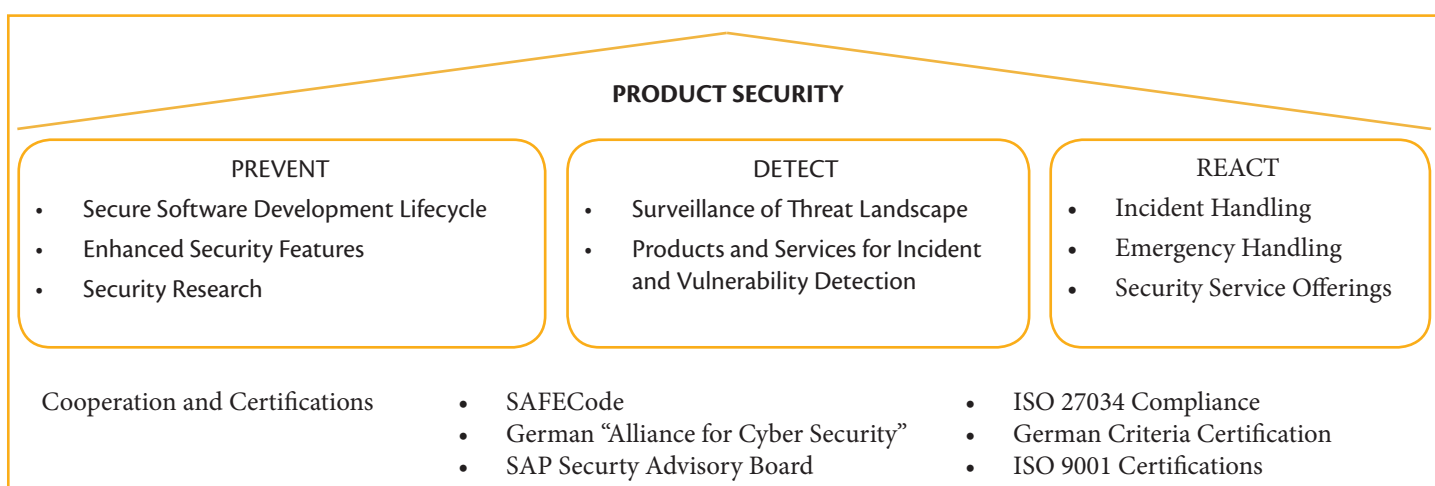 PRODUCT SECURITY
PREVENT
• Secure Software Development Lifecycle
• Enhanced Security Features
• Security Research
DETECT
• Surveillance of Threat Landscape
• Products and Services for Incident
and Vulnerability Detection
REACT
• Incident Handling
• Emergency Handling
• Security Service Offerings
Cooperation and Certifications
• SAFECode
• German “Alliance for Cyber Security”
• SAP Securty Advisory Board
• ISO 27034 Compliance
• German Criteria Certification
• ISO 9001 Certifications